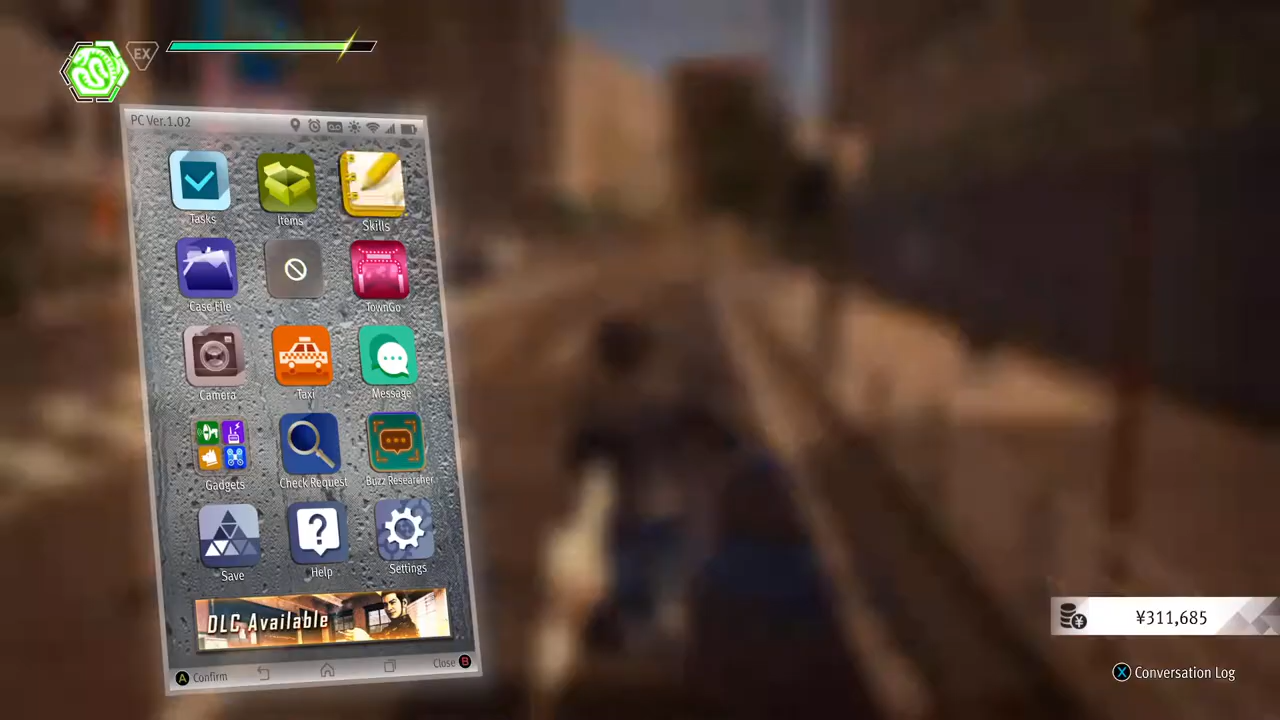 EX
PC Ver.1.02
Tasks
Items
Skills
Case File
TownGo
Camera
Taxi
Message
Gadgets
Check Request
Buzz Researcher
Save
Help
Settings
DLC Available
A Confirm
Close B
¥311,685
X Conversation Log